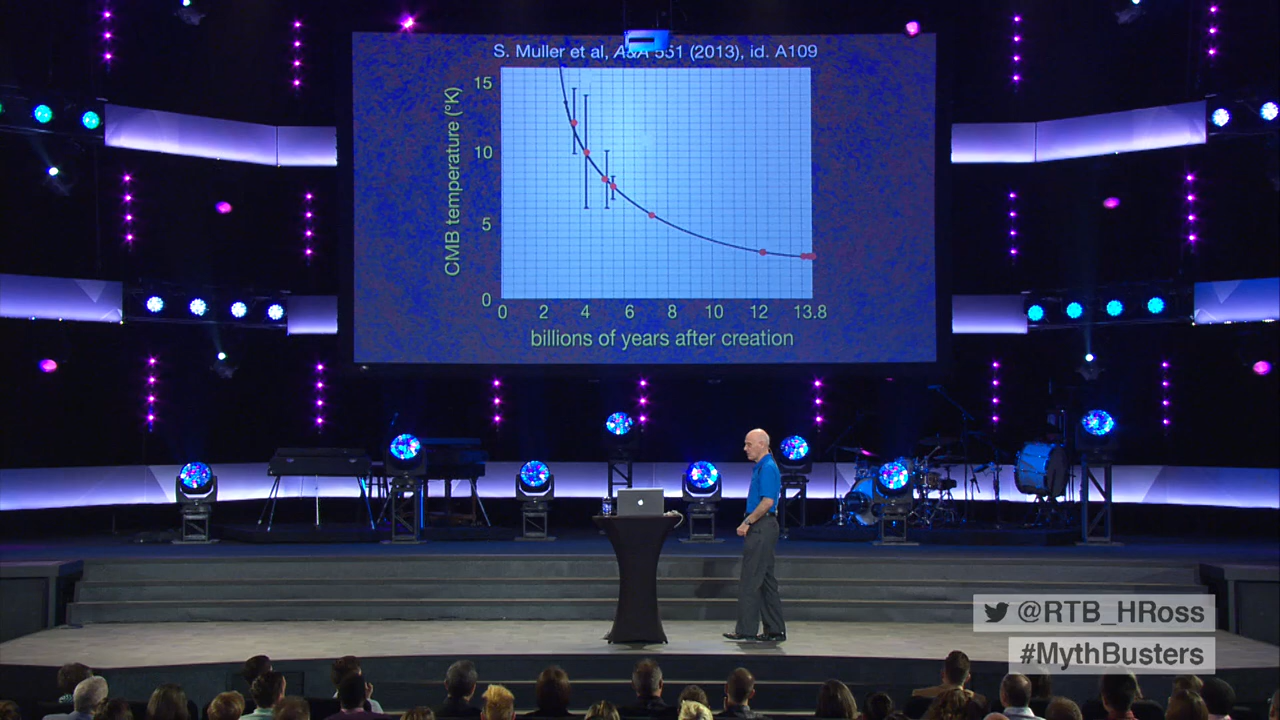 S. Muller et al, A&A 551 (2013), id. A109
CMB temperature (°K)
15
10
5
0
0 2 4 6 8 10 12 13.8
billions of years after creation
@RTB_HRoss
#MythBusters